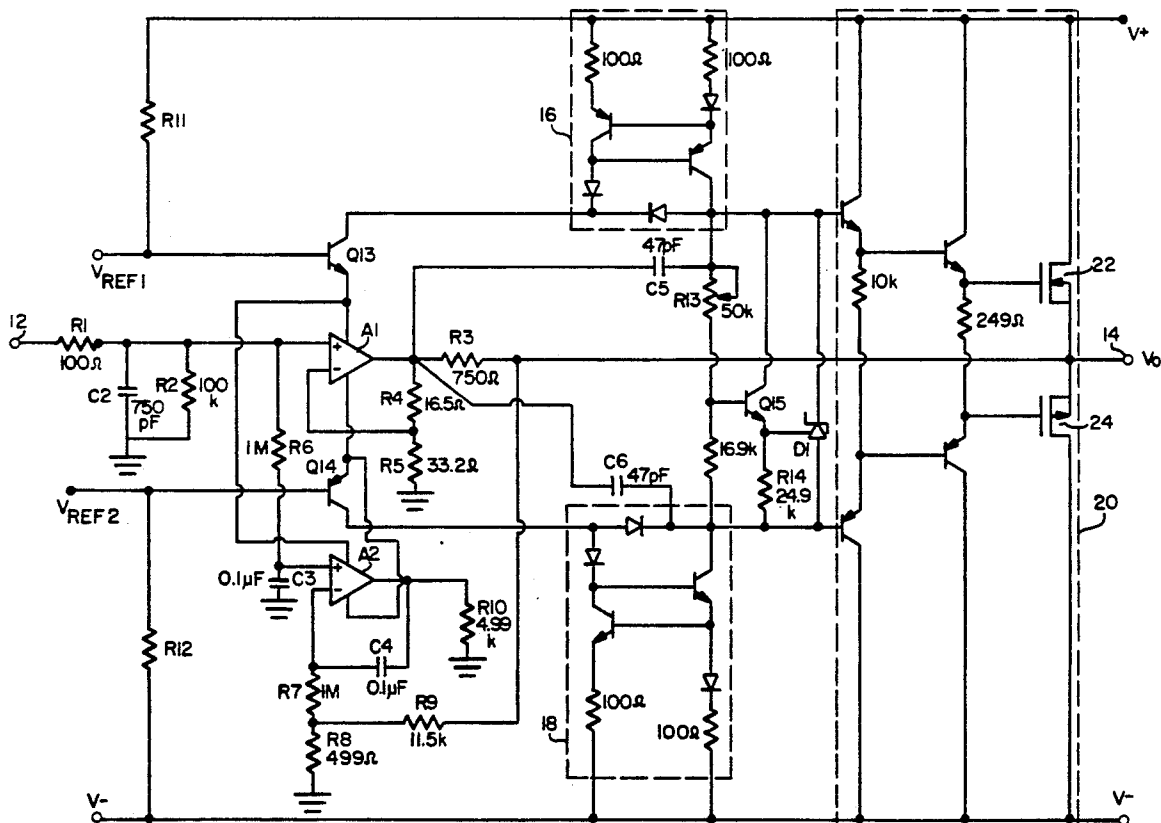 V+
100Ω
100Ω
16
R11
VREF1
Q13
47pF
C5
R13
50k
10k
249Ω
22
12
R1
100Ω
A1
R3
750Ω
14
Vo
C2
750
pF
R2
100
k
R4
16.5Ω
R5
33.2Ω
Q15
D1
24
1M
R6
Q14
16.9k
C6
47pF
R14
24.9
k
VREF2
20
A2
0.1µF
C3
R10
4.99
k
R12
C4
0.1µF
R7
1M
R9
11.5k
R8
499Ω
100Ω
100Ω
18
V-
V-